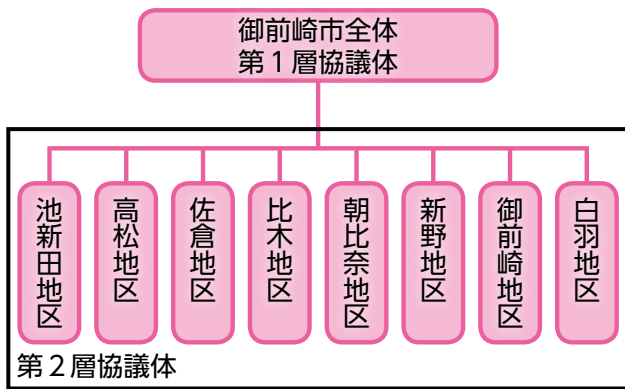 御前崎市全体
第１層協議体
池新田地区
高松地区
佐倉地区
比木地区
朝比奈地区
新野地区
御前崎地区
白羽地区
第２層協議体